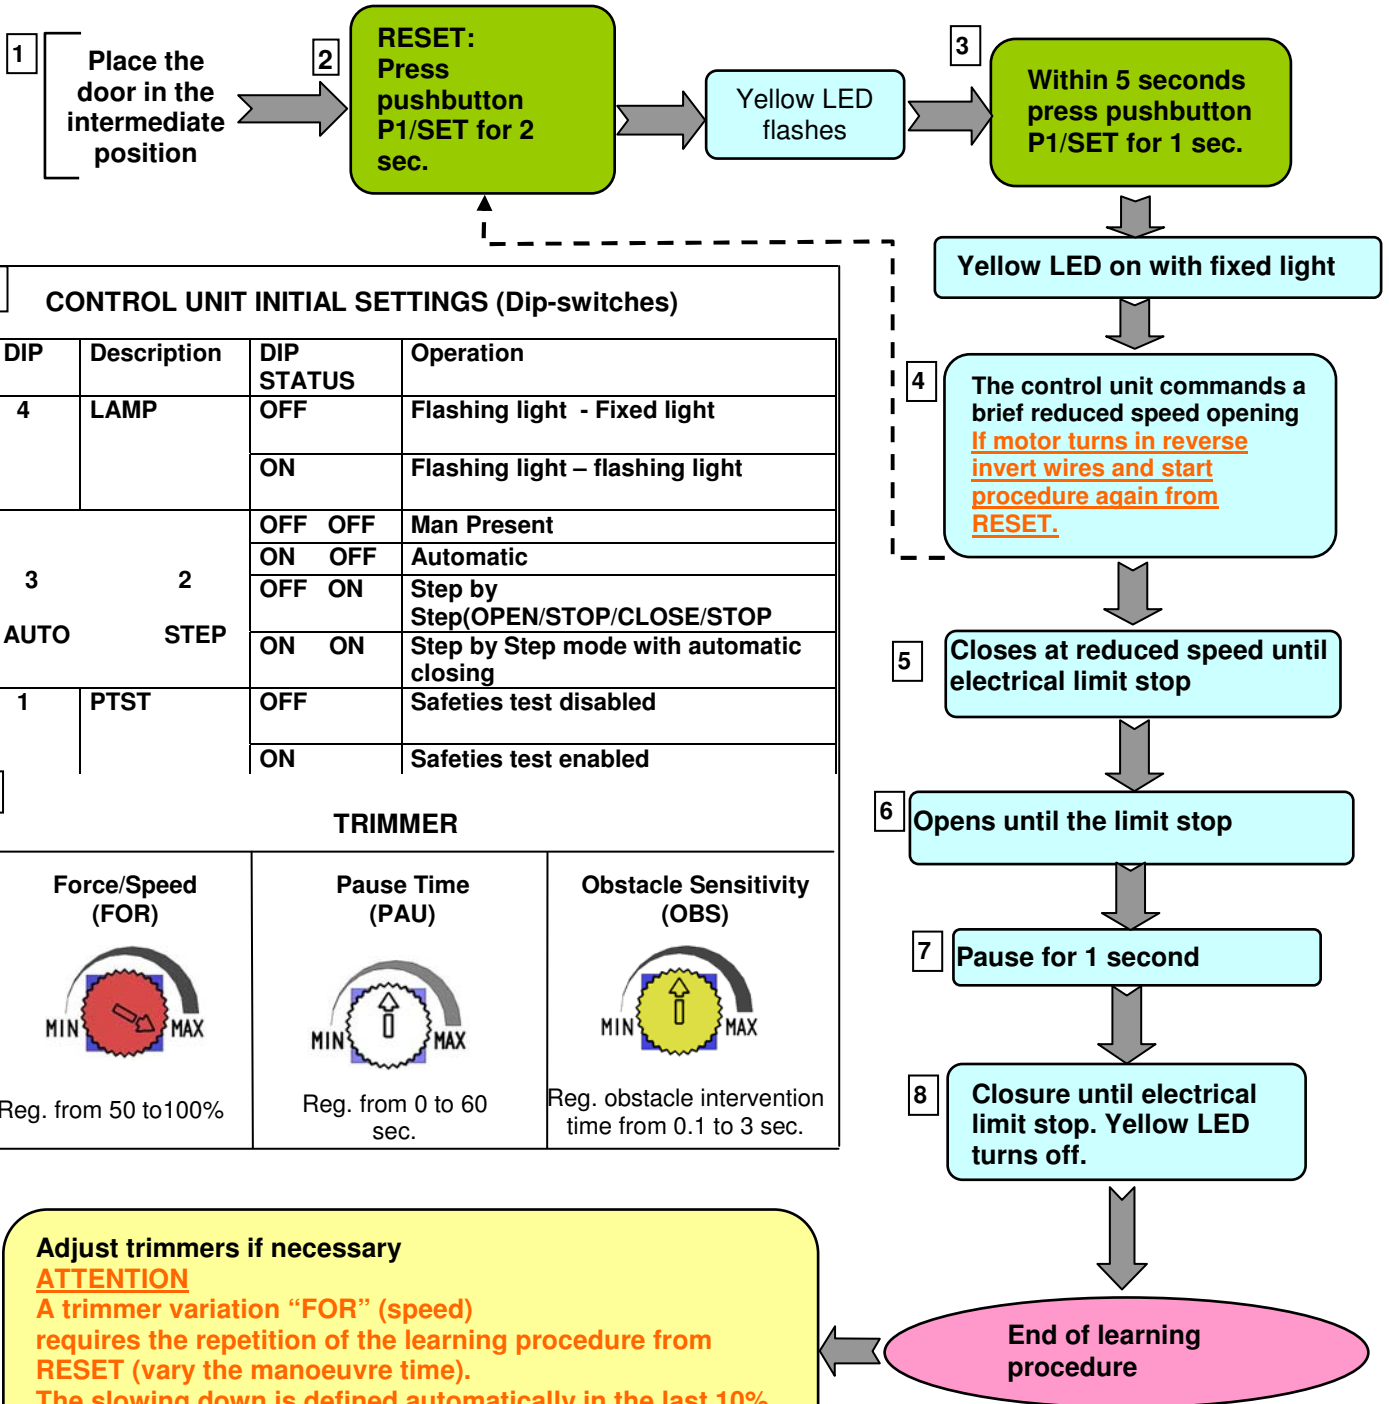 1
Place the
door in the
intermediate
position
2
RESET:
Press
pushbutton
P1/SET for 2
sec.
Yellow LED
flashes
3
Within 5 seconds
press pushbutton
P1/SET for 1 sec.
Yellow LED on with fixed light
4
The control unit commands a
brief reduced speed opening
If motor turns in reverse
invert wires and start
procedure again from
RESET.
5
Closes at reduced speed until
electrical limit stop
6
Opens until the limit stop
7
Pause for 1 second
8
Closure until electrical
limit stop. Yellow LED
turns off.
End of learning
procedure
CONTROL UNIT INITIAL SETTINGS (Dip-switches)
DIP Description DIP STATUS Operation
4 LAMP OFF Flashing light - Fixed light
ON Flashing light – flashing light
OFF OFF Man Present
ON OFF Automatic
3 2 OFF ON Step by
Step(OPEN/STOP/CLOSE/STOP
AUTO STEP ON ON Step by Step mode with automatic
closing
1 PTST OFF Safeties test disabled
ON Safeties test enabled
TRIMMER
Force/Speed
(FOR)
MIN MAX
Reg. from 50 to100%
Pause Time
(PAU)
MIN MAX
Reg. from 0 to 60
sec.
Obstacle Sensitivity
(OBS)
MIN MAX
Reg. obstacle intervention
time from 0.1 to 3 sec.
Adjust trimmers if necessary
ATTENTION
A trimmer variation “FOR” (speed)
requires the repetition of the learning procedure from
RESET (vary the manoeuvre time).
The slowing down is defined automatically in the last 10%